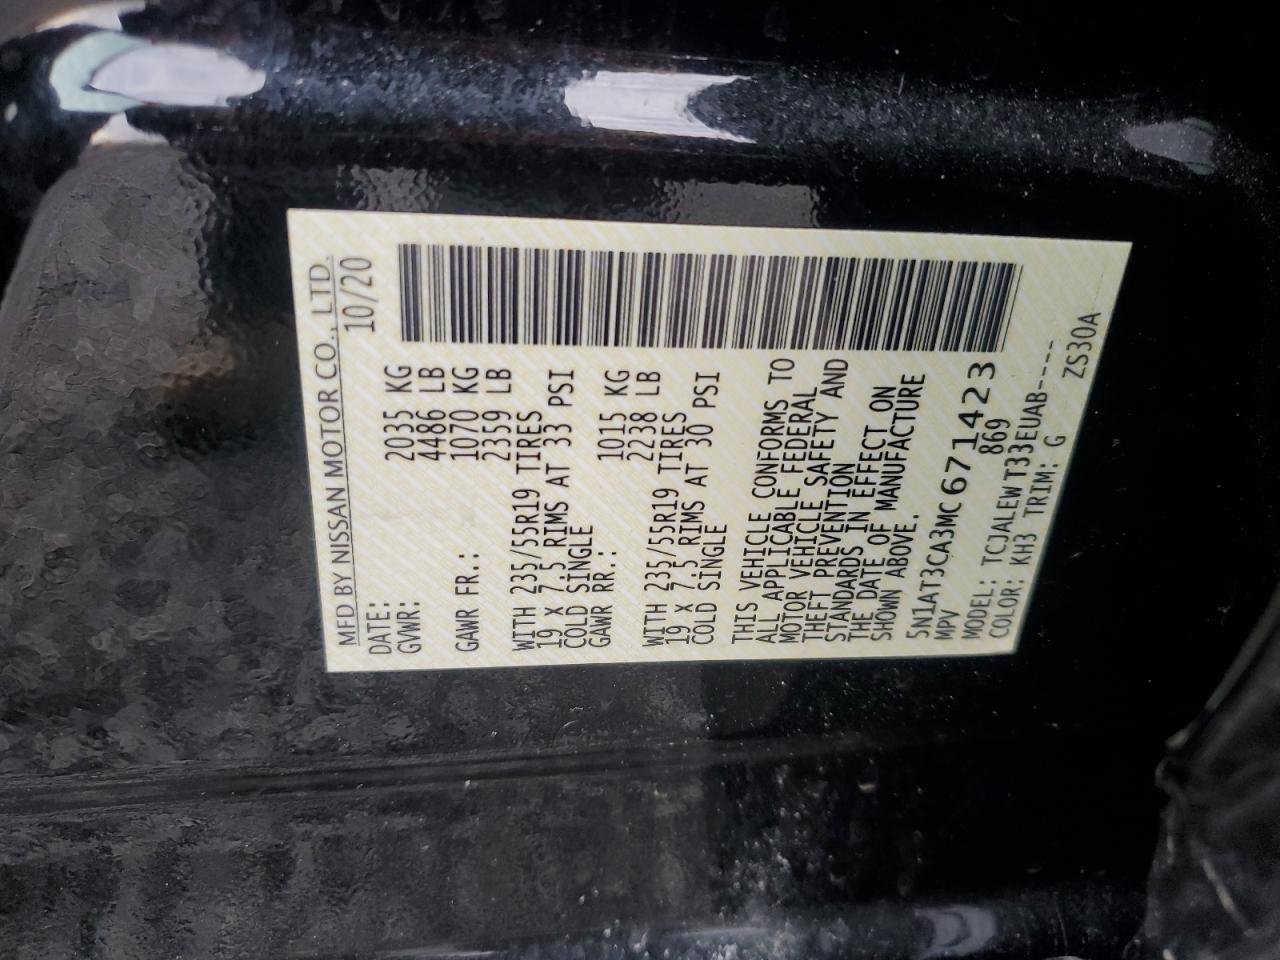 MFD BY NISSAN MOTOR CO., LTD.
DATE: 10/20
GVWR: 2035 KG
4486 LB
GAWR FR.: 1070 KG
2359 LB
WITH 235/55R19 TIRES
19 X 7.5 RIMS AT 33 PSI
COLD SINGLE
GAWR RR.: 1015 KG
2238 LB
WITH 235/55R19 TIRES
19 X 7.5 RIMS AT 30 PSI
COLD SINGLE
THIS VEHICLE CONFORMS TO
ALL APPLICABLE FEDERAL
MOTOR VEHICLE SAFETY AND
THEFT PREVENTION
STANDARDS IN EFFECT ON
THE DATE OF MANUFACTURE
SHOWN ABOVE.
5N1AT3CA3MC671423
MPV 869
MODEL: TCJALEWT33EUAB----
COLOR: KH3 TRIM: G ZS30A